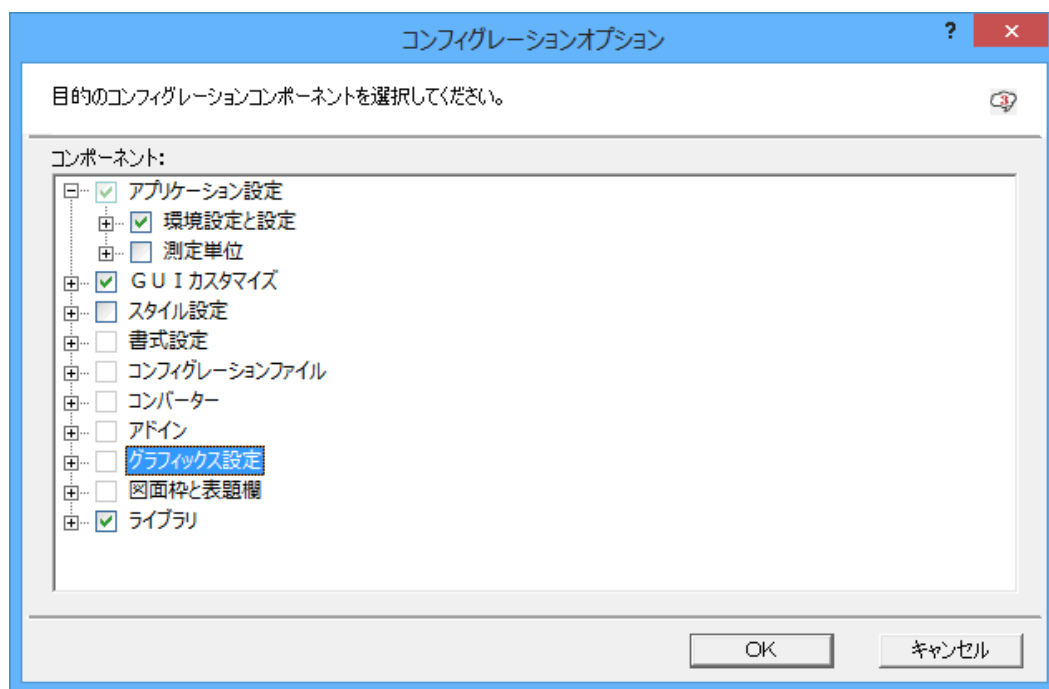 コンフィグレーションオプション
?
×
目的のコンフィグレーションコンポーネントを選択してください。
3
コンポーネント:
アプリケーション設定
環境設定と設定
測定単位
ＧＵＩカスタマイズ
スタイル設定
書式設定
コンフィグレーションファイル
コンバーター
アドイン
グラフィックス設定
図面枠と表題欄
ライブラリ
OK
キャンセル